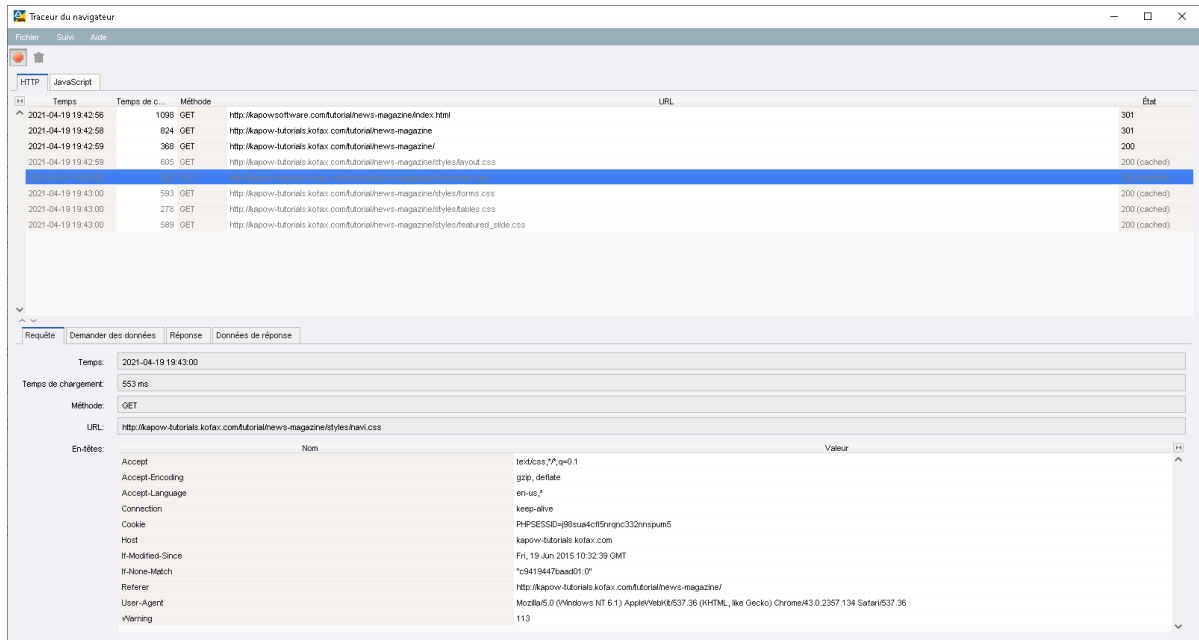 Traceur du navigateur
Fichier Suivi Aide
HTTP JavaScript
Temps Temps de c... Méthode URL État
2021-04-19 19:42:56 1098 GET http://kapowsoftware.com/tutorial/news-magazine/index.html 301
2021-04-19 19:42:58 824 GET http://kapow-tutorials.kofax.com/tutorial/news-magazine 301
2021-04-19 19:42:59 368 GET http://kapow-tutorials.kofax.com/tutorial/news-magazine/ 200
2021-04-19 19:42:59 605 GET http://kapow-tutorials.kofax.com/tutorial/news-magazine/styles/layout.css 200 (cached)
2021-04-19 19:43:00 593 GET http://kapow-tutorials.kofax.com/tutorial/news-magazine/styles/forms.css 200 (cached)
2021-04-19 19:43:00 278 GET http://kapow-tutorials.kofax.com/tutorial/news-magazine/styles/tables.css 200 (cached)
2021-04-19 19:43:00 589 GET http://kapow-tutorials.kofax.com/tutorial/news-magazine/styles/featured_slide.css 200 (cached)
Requête Demander des données Réponse Données de réponse
Temps: 2021-04-19 19:43:00
Temps de chargement: 553 ms
Méthode: GET
URL: http://kapow-tutorials.kofax.com/tutorial/news-magazine/styles/navi.css
En-têtes: Nom Valeur
Accept text/css,*/*;q=0.1
Accept-Encoding gzip, deflate
Accept-Language en-us,*
Connection keep-alive
Cookie
Host kapow-tutorials.kofax.com
If-Modified-Since Fri, 19 Jun 2015 10:32:39 GMT
If-None-Match "c9419447baad01:0"
Referer http://kapow-tutorials.kofax.com/tutorial/news-magazine/
User-Agent Mozilla/5.0 (Windows NT 6.1) AppleWebKit/537.36 (KHTML, like Gecko) Chrome/43.0.2357.134 Safari/537.36
Warning 113